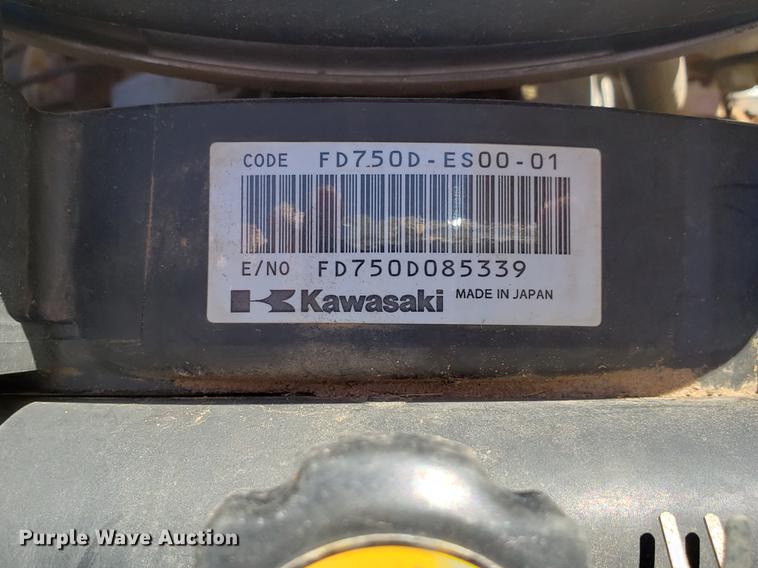 CODE FD750D-ES00-01
E/NO FD750D085339
Kawasaki MADE IN JAPAN
Purple Wave Auction®